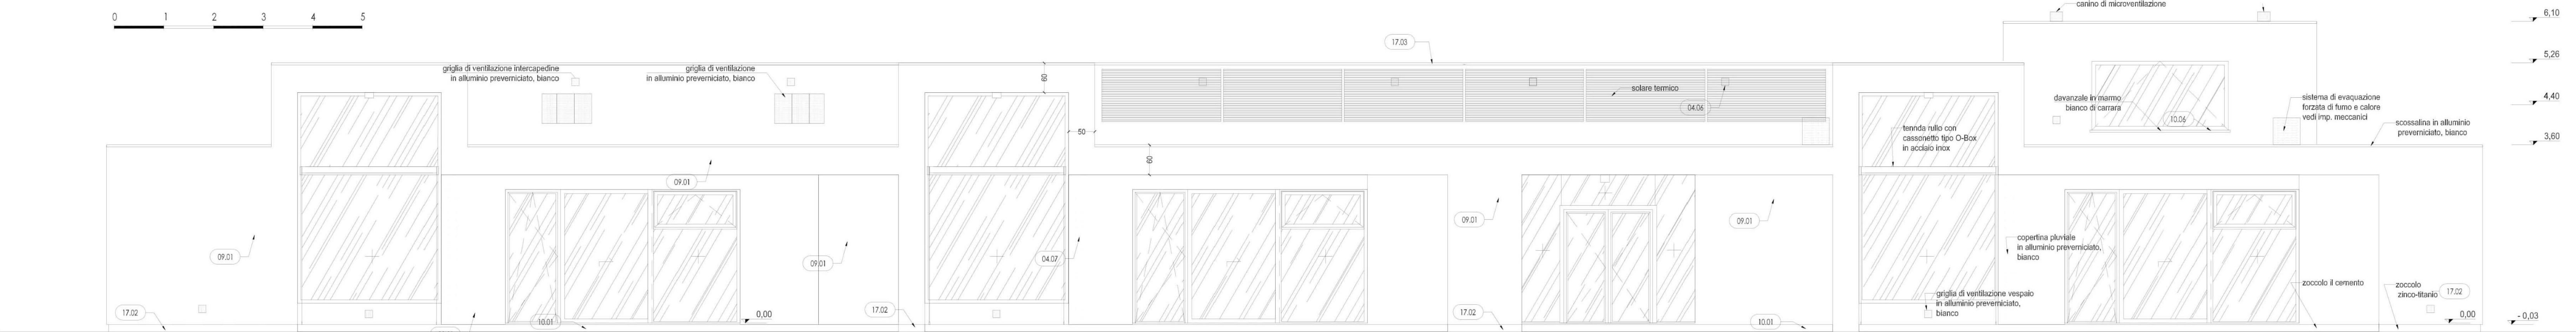 0 1 2 3 4 5
canino di microventilazione
6,10
17.03
5,26
griglia di ventilazione intercapedine
in alluminio preverniciato, bianco
griglia di ventilazione
in alluminio preverniciato, bianco
60
solare termico
04.06
davanzale in marmo
bianco di carrara
10.06
sistema di evaquazione
forzata di fumo e calore
vedi imp. meccanici
4,40
50
tennda rullo con
cassonetto tipo O-Box
in acciaio inox
scossalina in alluminio
preverniciato, bianco
3,60
60
09.01
09.01
09.01
09.01
09.01
04.07
copertina pluviale
in alluminio preverniciato,
bianco
zoccolo il cemento
zoccolo
zinco-titanio
17.02
griglia di ventilazione vespaio
in alluminio preverniciato,
bianco
17.02
10.01
0,00
17.02
17.02
10.01
0,00
- 0,03